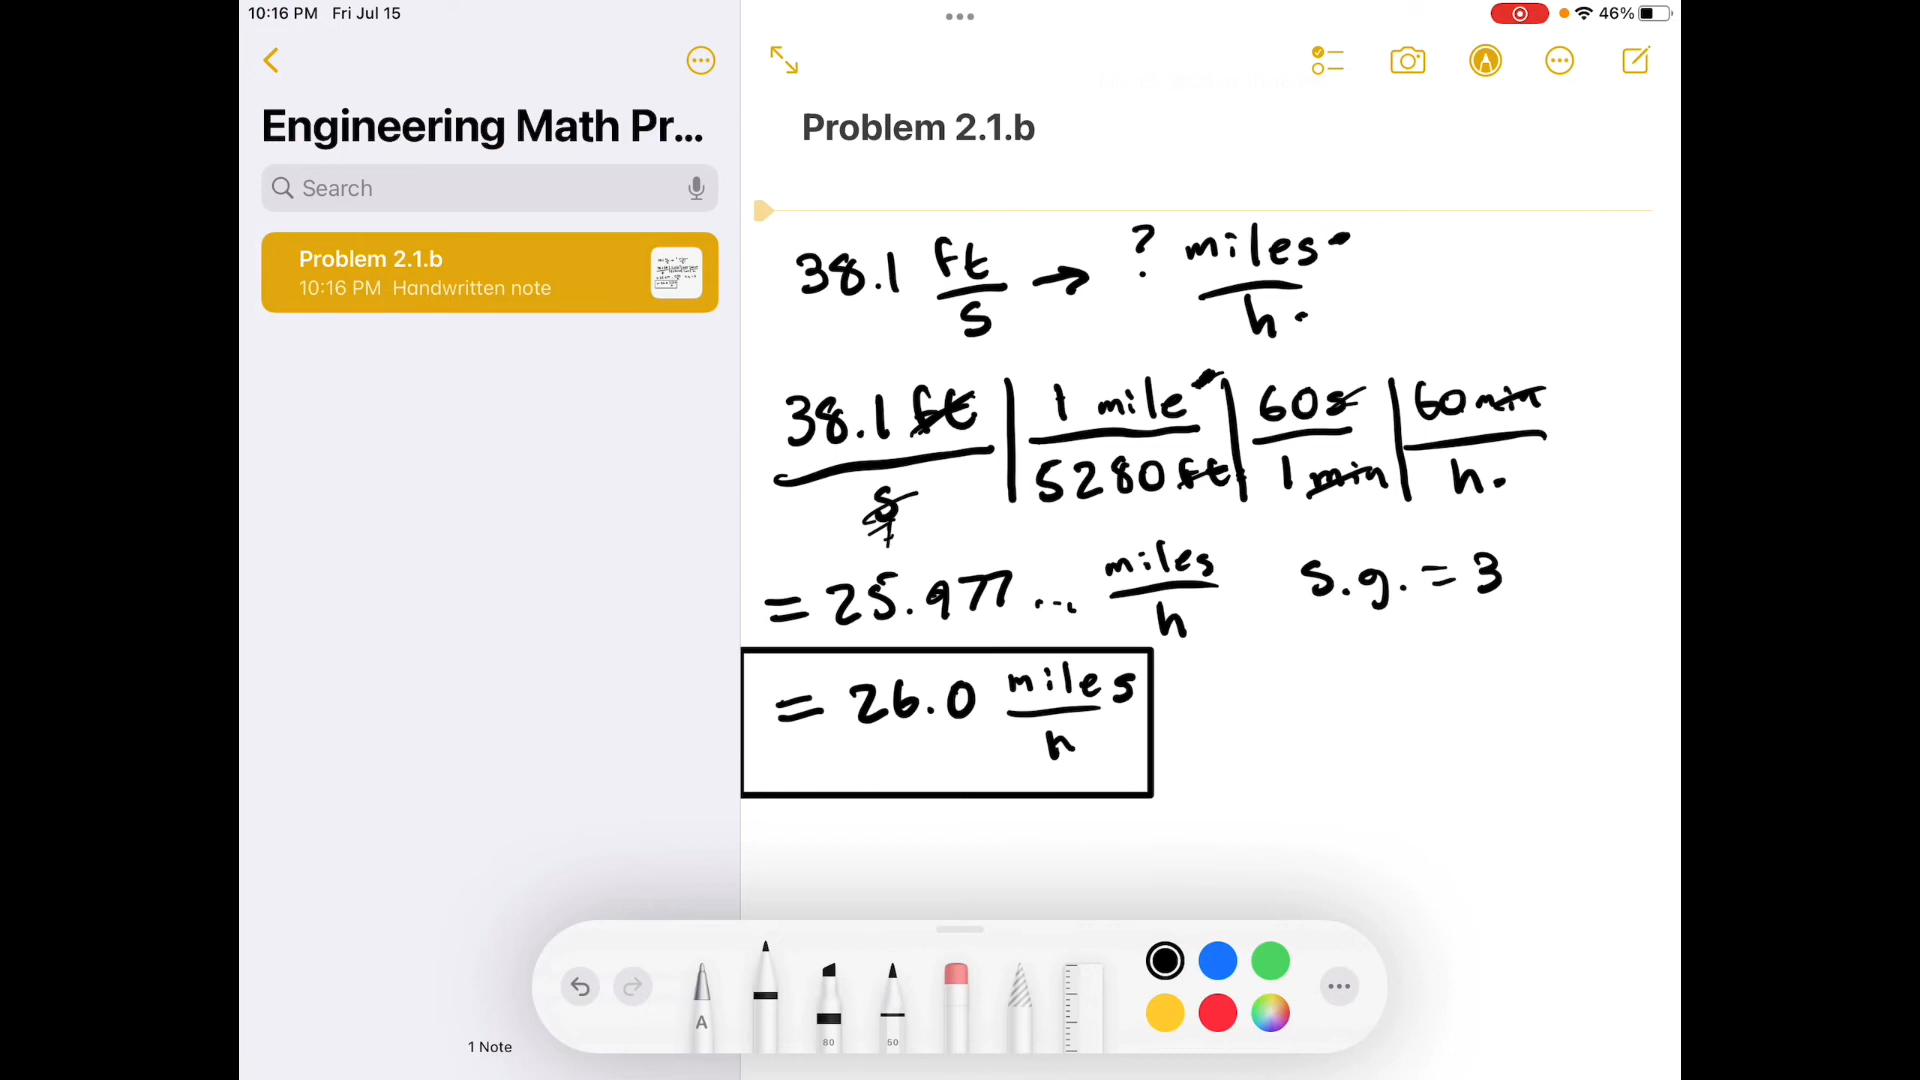 10:16 PM Fri Jul 15
46%
Engineering Math Pr...
Search
Problem 2.1.b
10:16 PM Handwritten note
1 Note
Problem 2.1.b
38.1 ft/s → ? miles/h
38.1 ft/s | 1 mile/5280 ft | 60 s/1 min | 60 min/h.
= 25.977... miles/h s.g. = 3
= 26.0 miles/h
A
80
50